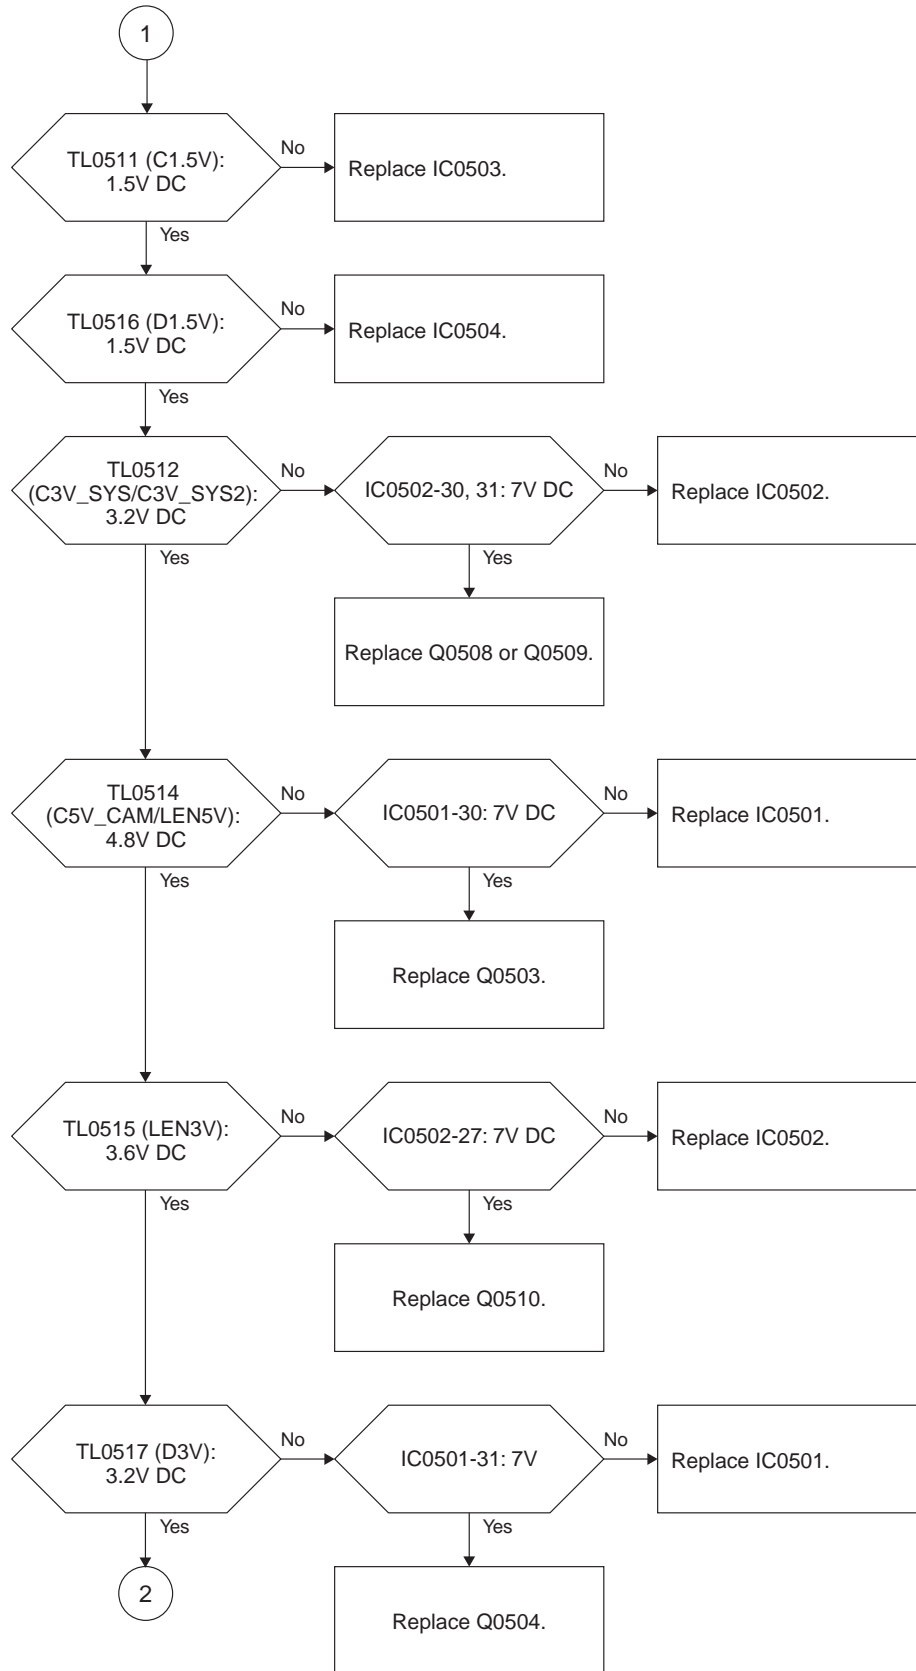 1
TL0511 (C1.5V):
1.5V DC
No
Replace IC0503.
Yes
TL0516 (D1.5V):
1.5V DC
No
Replace IC0504.
Yes
TL0512
(C3V_SYS/C3V_SYS2):
3.2V DC
No
IC0502-30, 31: 7V DC
No
Replace IC0502.
Yes
Yes
Replace Q0508 or Q0509.
TL0514
(C5V_CAM/LEN5V):
4.8V DC
No
IC0501-30: 7V DC
No
Replace IC0501.
Yes
Yes
Replace Q0503.
TL0515 (LEN3V):
3.6V DC
No
IC0502-27: 7V DC
No
Replace IC0502.
Yes
Yes
Replace Q0510.
TL0517 (D3V):
3.2V DC
No
IC0501-31: 7V
No
Replace IC0501.
Yes
Yes
2
Replace Q0504.